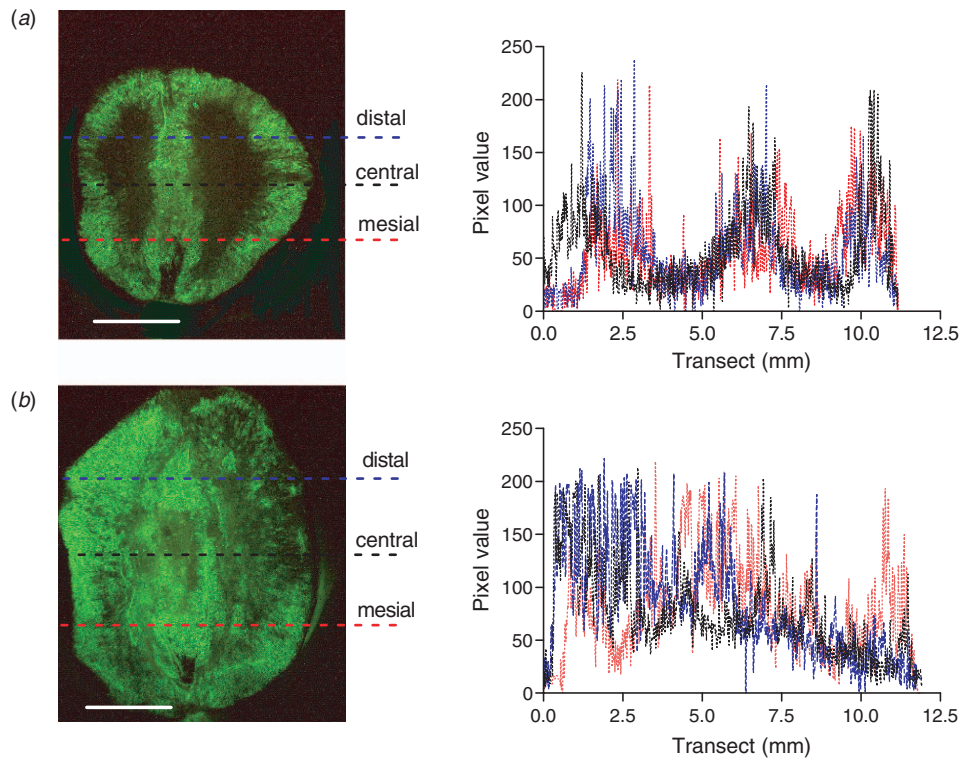 (a)
distal
central
mesial
250
200
150
100
50
0
Pixel value
0.0 2.5 5.0 7.5 10.0 12.5
Transect (mm)
(b)
distal
central
mesial
250
200
150
100
50
0
Pixel value
0.0 2.5 5.0 7.5 10.0 12.5
Transect (mm)